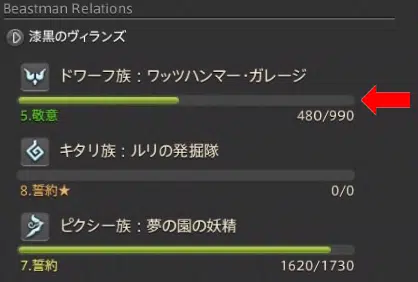 Beastman Relations
漆黒のヴィランズ
ドワーフ族：ワッツハンマー・ガレージ
5.敬意 480/990
キタリ族：ルリの発掘隊
8.誓約★ 0/0
ピクシー族：夢の園の妖精
7.誓約 1620/1730